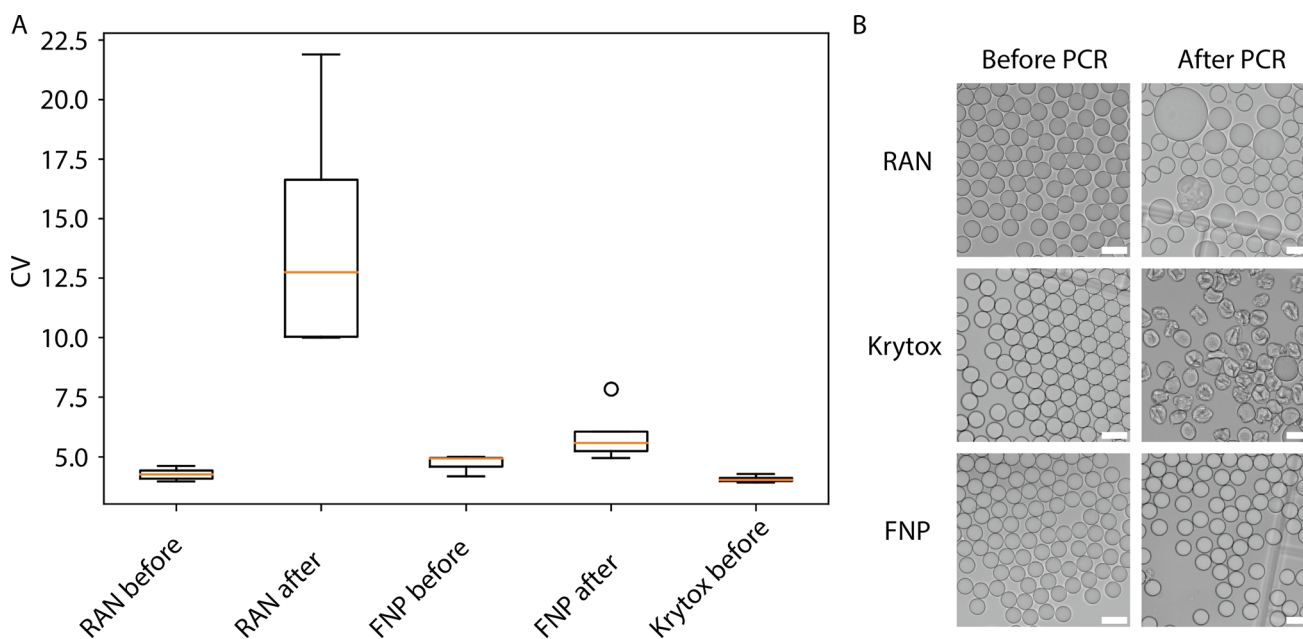 A
22.5
20.0
17.5
15.0
12.5
10.0
7.5
5.0
CV
RAN before
RAN after
FNP before
FNP after
Krytox before
B
Before PCR
After PCR
RAN
Krytox
FNP